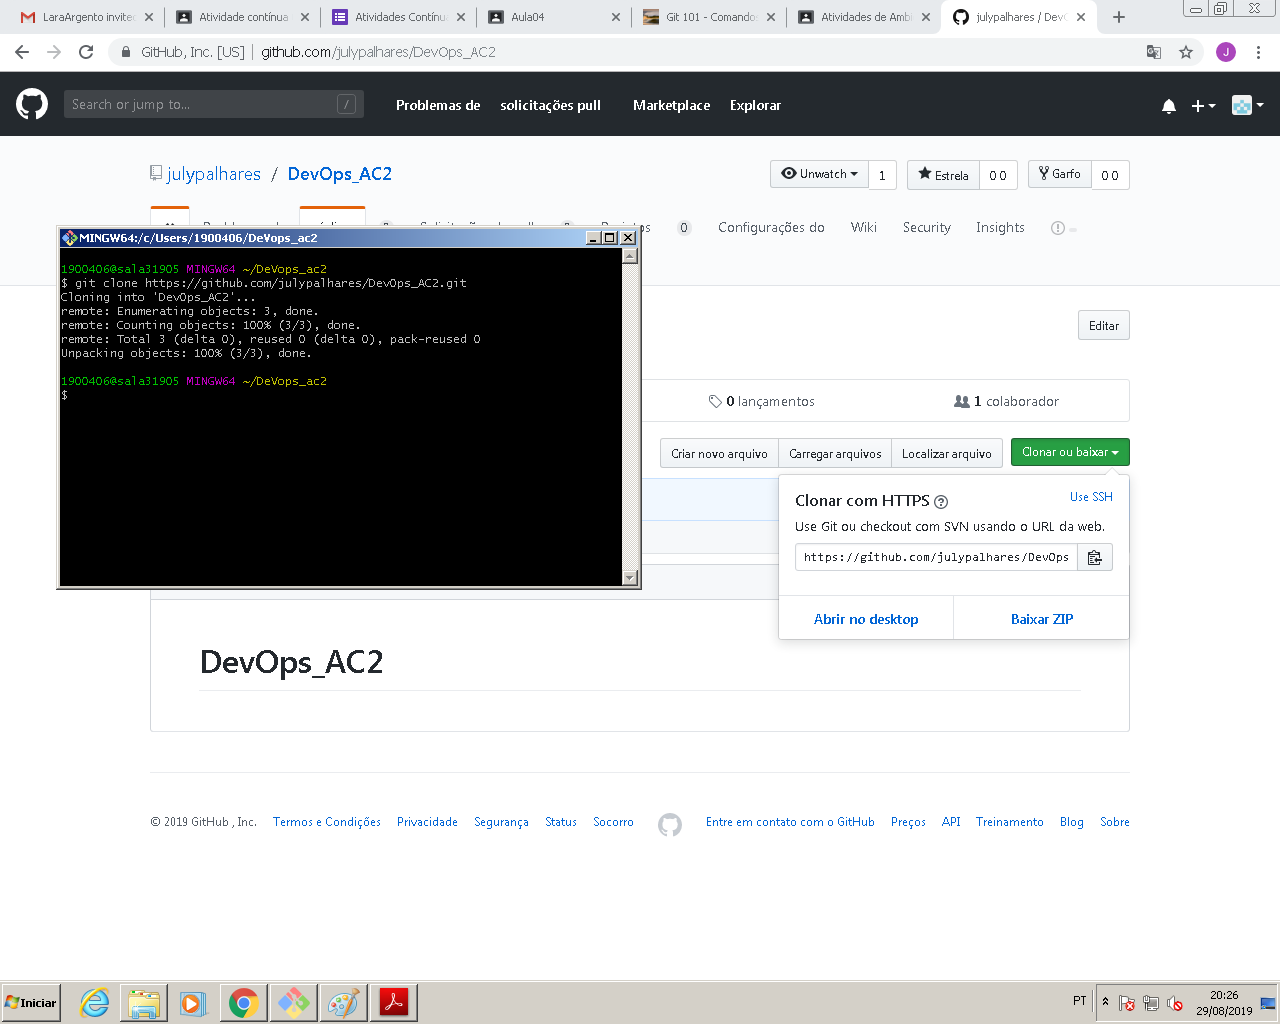 LaraArgento invited
Atividade contínua
Atividades Contínu
Aula04
Git 101 - Comandos
Atividades de Ambi
julypalhares / DevO
GitHub, Inc. [US] | github.com/julypalhares/DevOps_AC2
J
Search or jump to... /
Problemas de solicitações pull Marketplace Explorar
julypalhares / DevOps_AC2
Unwatch 1 Estrela 0 0 Garfo 0 0
0 Configurações do Wiki Security Insights
MINGW64:/c/Users/1900406/DeVops_ac2
1900406@sala31905 MINGW64 ~/DeVops_ac2
$ git clone https://github.com/julypalhares/DevOps_AC2.git
Cloning into 'DevOps_AC2'...
remote: Enumerating objects: 3, done.
remote: Counting objects: 100% (3/3), done.
remote: Total 3 (delta 0), reused 0 (delta 0), pack-reused 0
Unpacking objects: 100% (3/3), done.
1900406@sala31905 MINGW64 ~/DeVops_ac2
$
Editar
0 lançamentos 1 colaborador
Criar novo arquivo Carregar arquivos Localizar arquivo Clonar ou baixar
Clonar com HTTPS Use SSH
Use Git ou checkout com SVN usando o URL da web.
https://github.com/julypalhares/DevOps
Abrir no desktop Baixar ZIP
DevOps_AC2
© 2019 GitHub , Inc. Termos e Condições Privacidade Segurança Status Socorro Entre em contato com o GitHub Preços API Treinamento Blog Sobre
Iniciar PT 20:26
29/08/2019